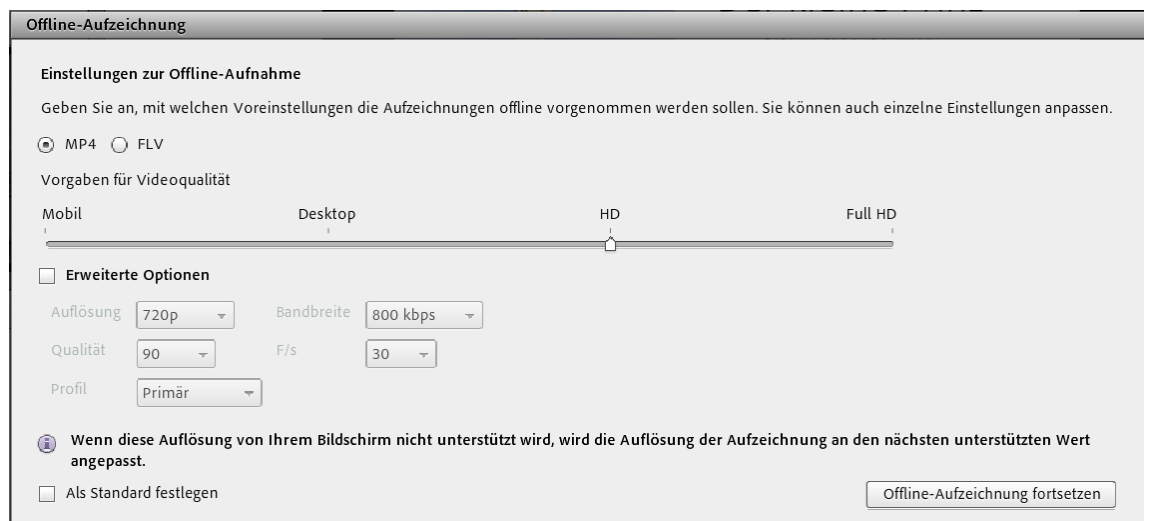 Offline-Aufzeichnung
Einstellungen zur Offline-Aufnahme
Geben Sie an, mit welchen Voreinstellungen die Aufzeichnungen offline vorgenommen werden sollen. Sie können auch einzelne Einstellungen anpassen.
MP4 FLV
Vorgaben für Videoqualität
Mobil Desktop HD Full HD
Erweiterte Optionen
Auflösung 720p Bandbreite 800 kbps
Qualität 90 F/s 30
Profil Primär
Wenn diese Auflösung von Ihrem Bildschirm nicht unterstützt wird, wird die Auflösung der Aufzeichnung an den nächsten unterstützten Wert
angepasst.
Als Standard festlegen Offline-Aufzeichnung fortsetzen